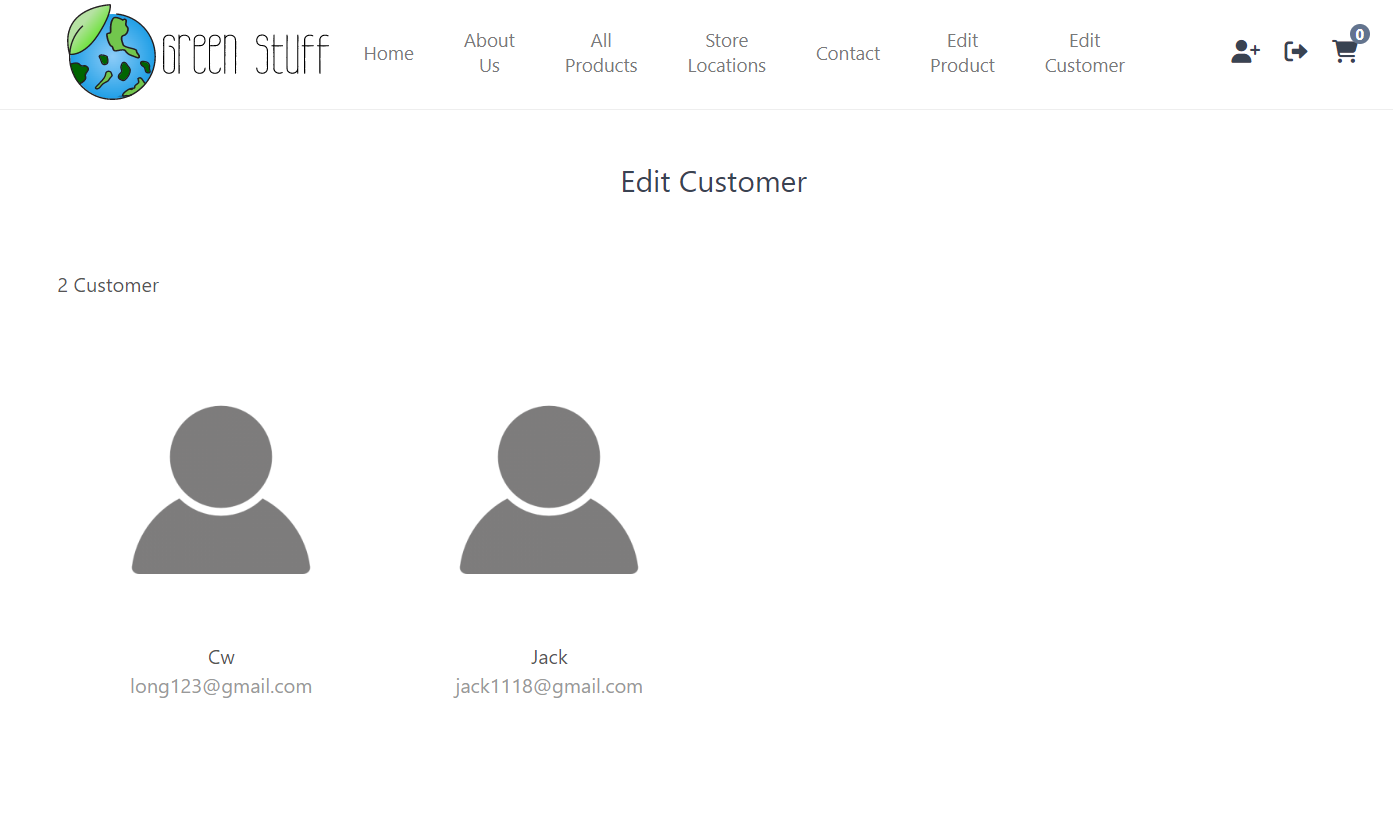 Green Stuff
Home
About
Us
All
Products
Store
Locations
Contact
Edit
Product
Edit
Customer
0
Edit Customer
2 Customer
Cw
long123@gmail.com
Jack
jack1118@gmail.com